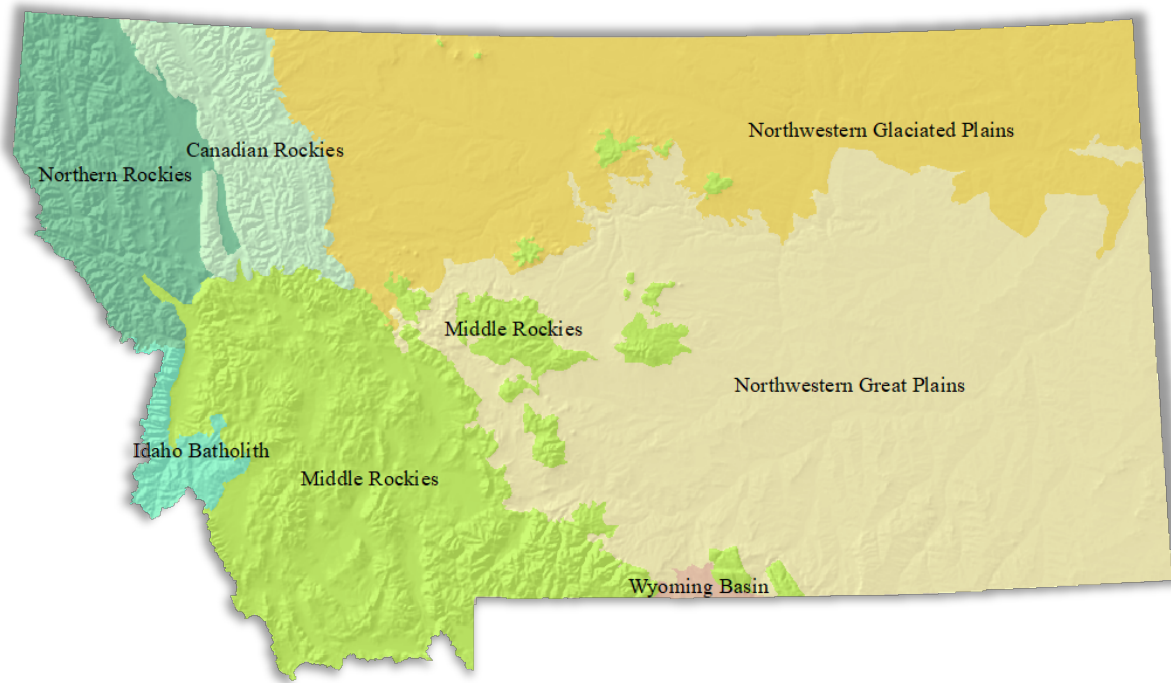 Northwestern Glaciated Plains
Canadian Rockies
Northern Rockies
Middle Rockies
Northwestern Great Plains
Idaho Batholith
Middle Rockies
Wyoming Basin